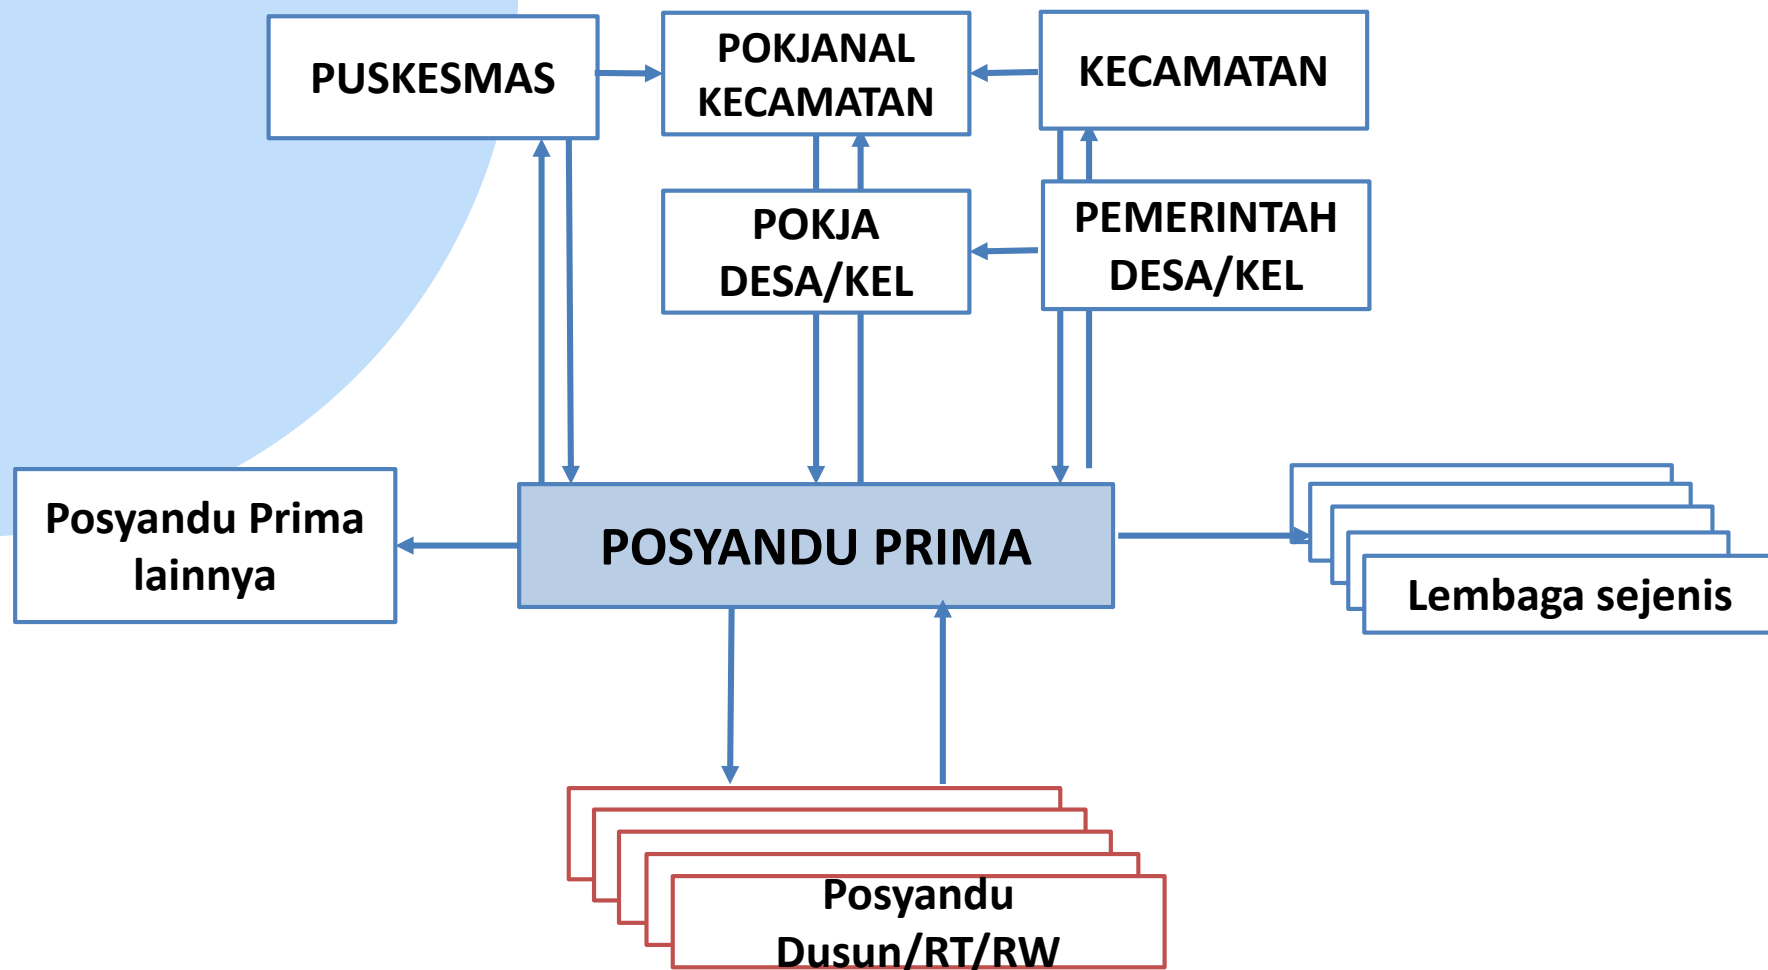 PUSKESMAS
POKJANAL
KECAMATAN
KECAMATAN
POKJA
DESA/KEL
PEMERINTAH
DESA/KEL
Posyandu Prima
lainnya
POSYANDU PRIMA
Lembaga sejenis
Posyandu
Dusun/RT/RW